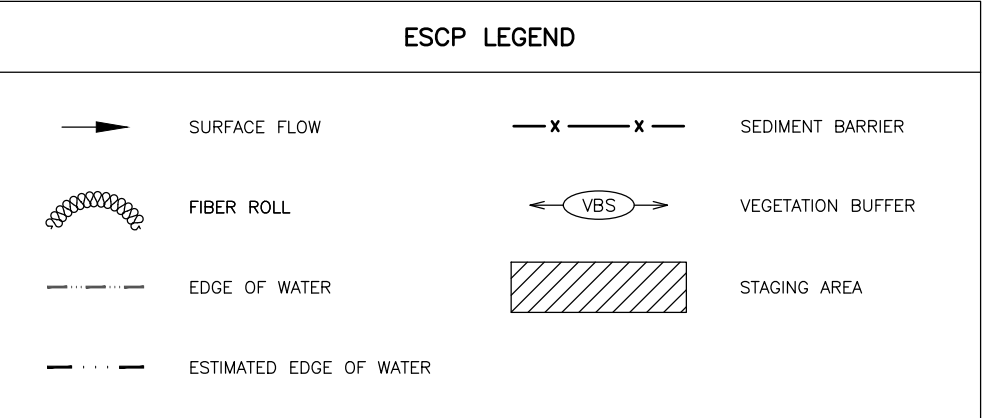 ESCP LEGEND
SURFACE FLOW
FIBER ROLL
EDGE OF WATER
ESTIMATED EDGE OF WATER
x x
SEDIMENT BARRIER
VBS
VEGETATION BUFFER
STAGING AREA